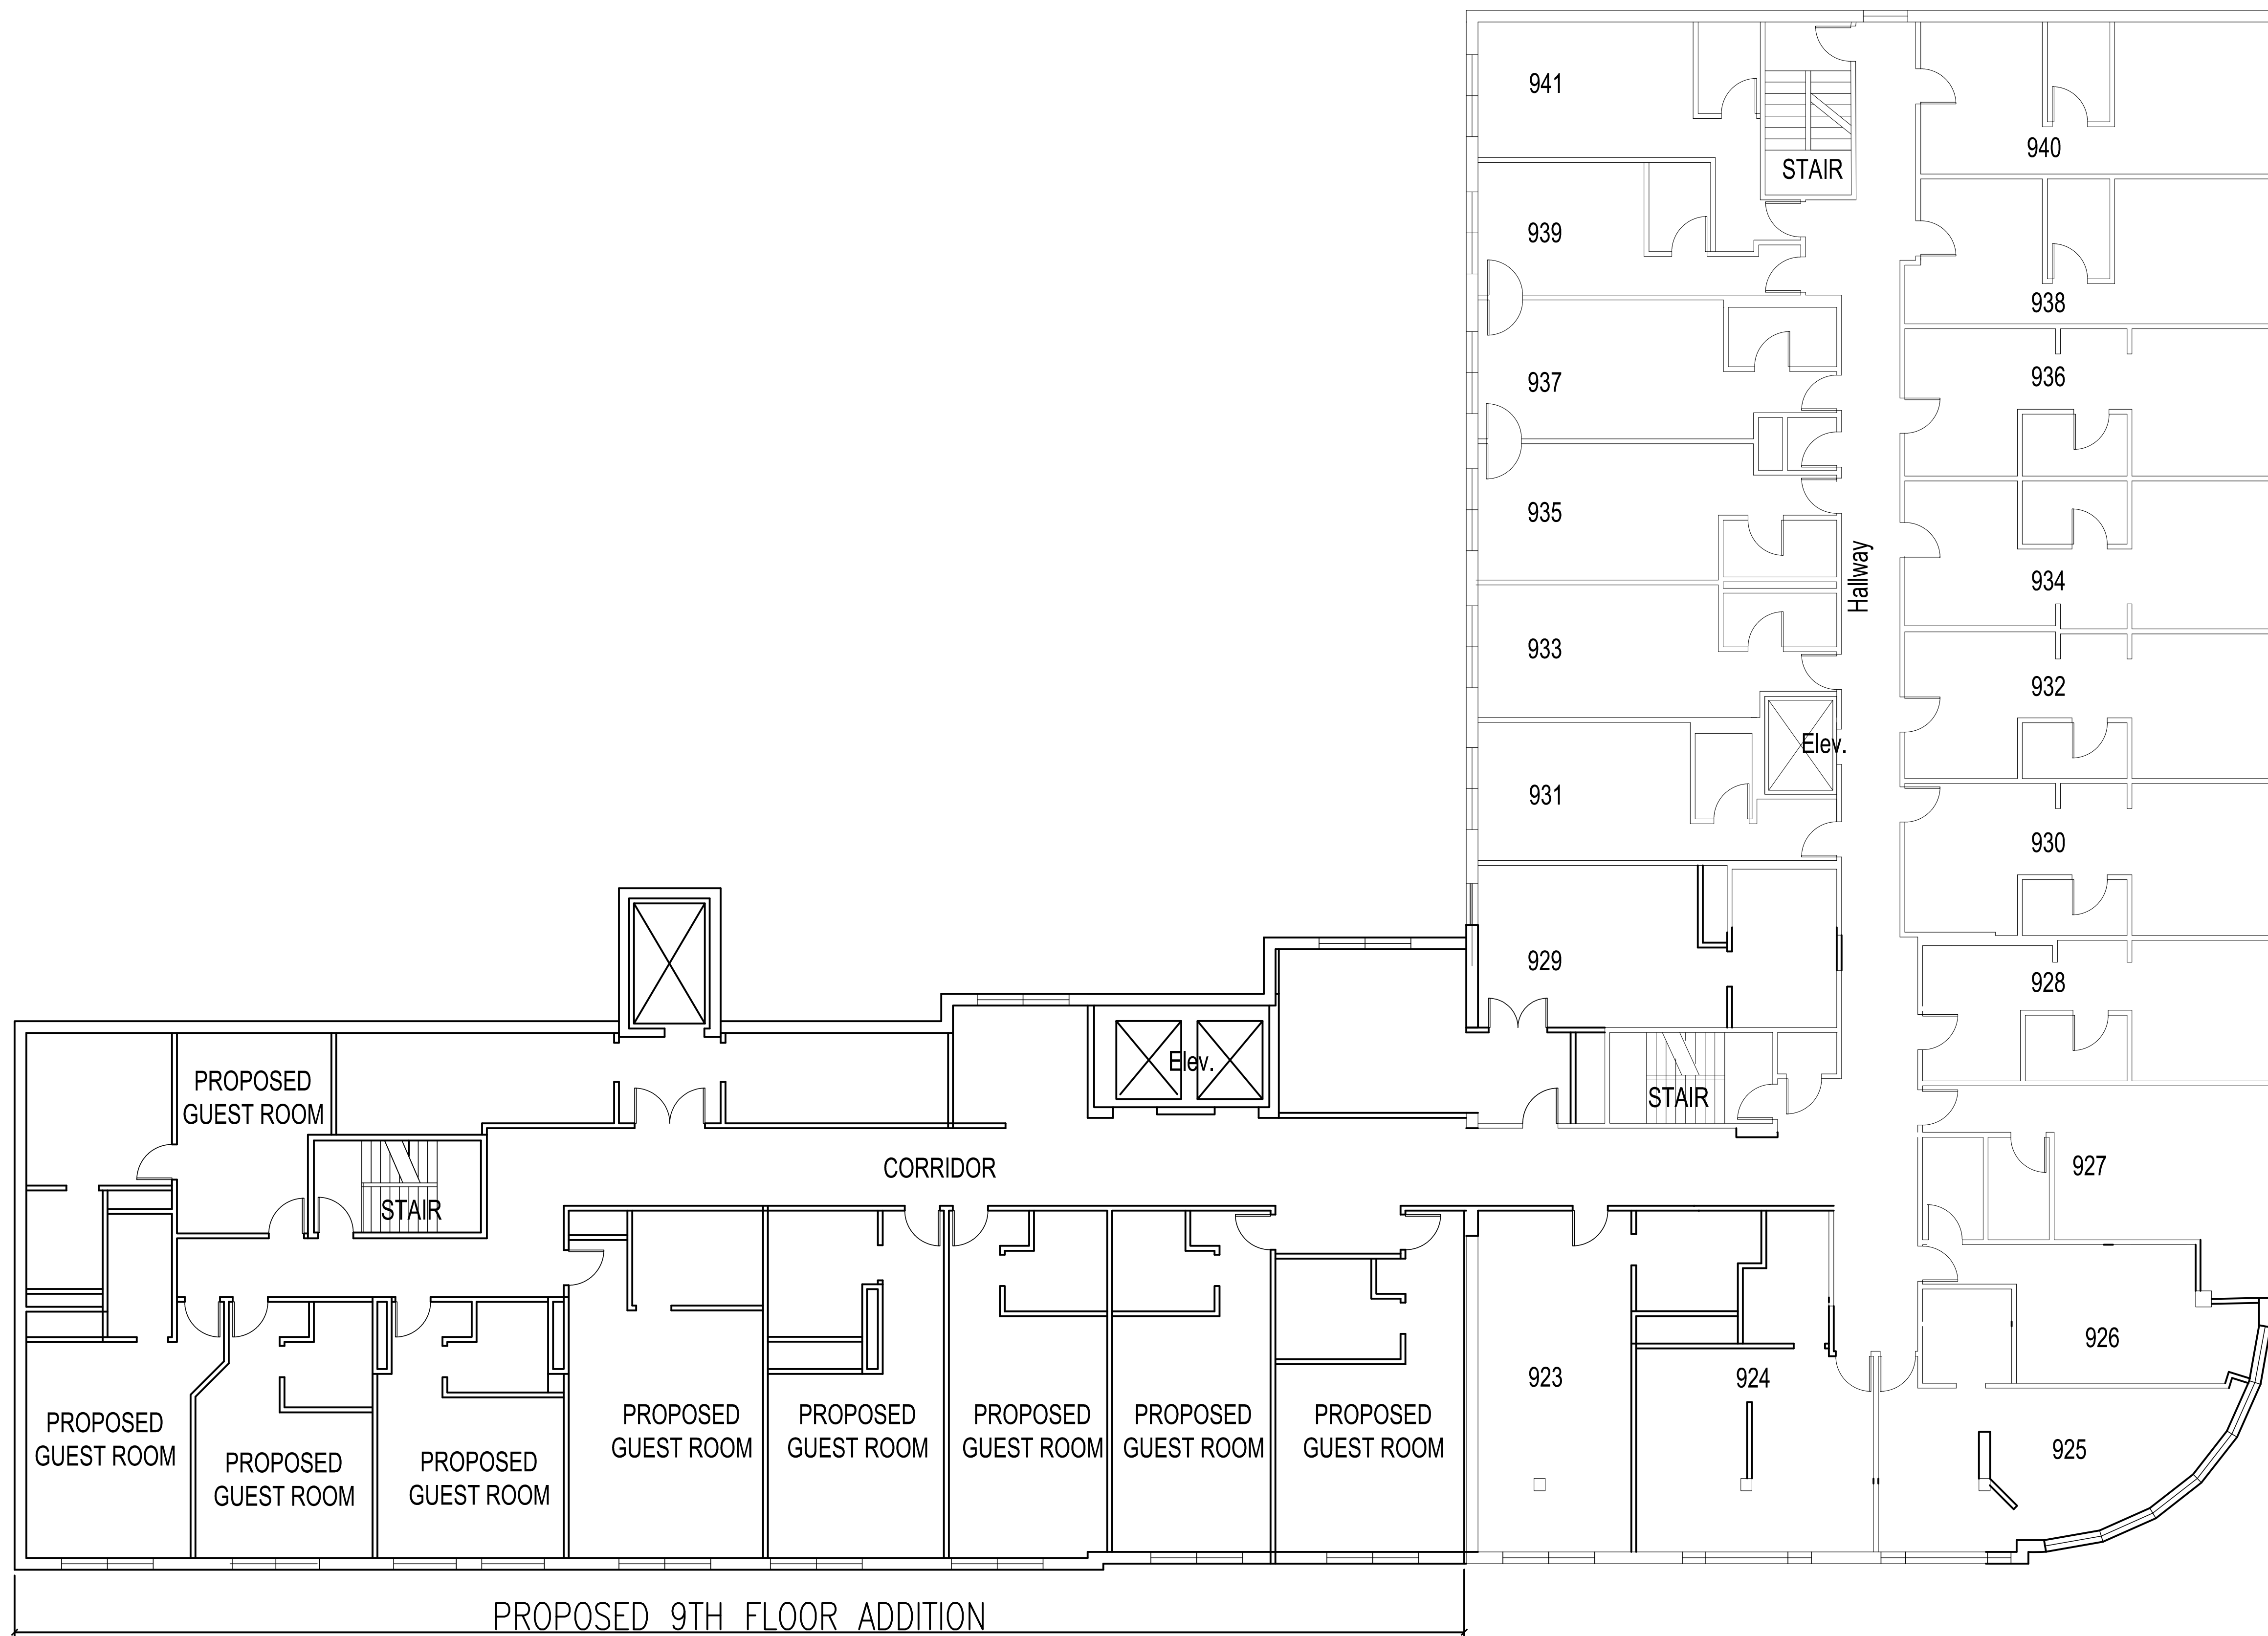 941
940
STAIR
939
938
937
936
935
Hallway
934
933
932
Elev.
931
930
929
928
Elev.
PROPOSED
GUEST ROOM
STAIR
CORRIDOR
927
STAIR
926
923
924
925
PROPOSED
GUEST ROOM
PROPOSED
GUEST ROOM
PROPOSED
GUEST ROOM
PROPOSED
GUEST ROOM
PROPOSED
GUEST ROOM
PROPOSED
GUEST ROOM
PROPOSED
GUEST ROOM
PROPOSED
GUEST ROOM
PROPOSED 9TH FLOOR ADDITION